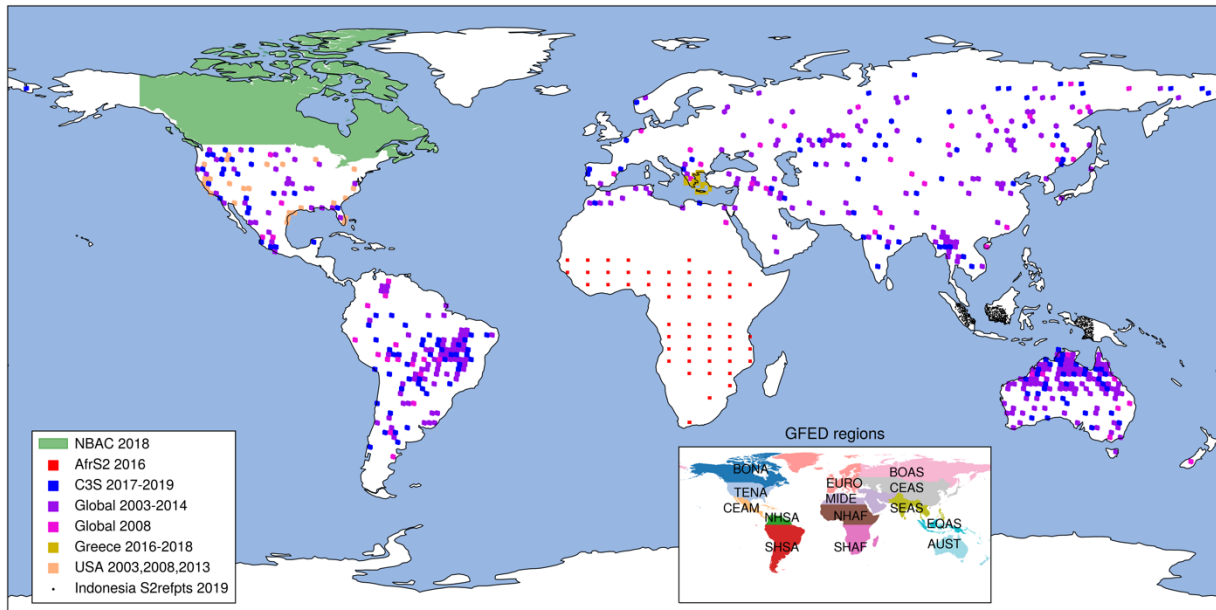 NBAC 2018
AfrS2 2016
C3S 2017-2019
Global 2003-2014
Global 2008
Greece 2016-2018
USA 2003,2008,2013
Indonesia S2refpts 2019
GFED regions
BONA
BOAS
EURO
CEAS
TENA
MIDE
CEAM
SEAS
NHSA
NHAF
EQAS
SHSA
SHAF
AUST